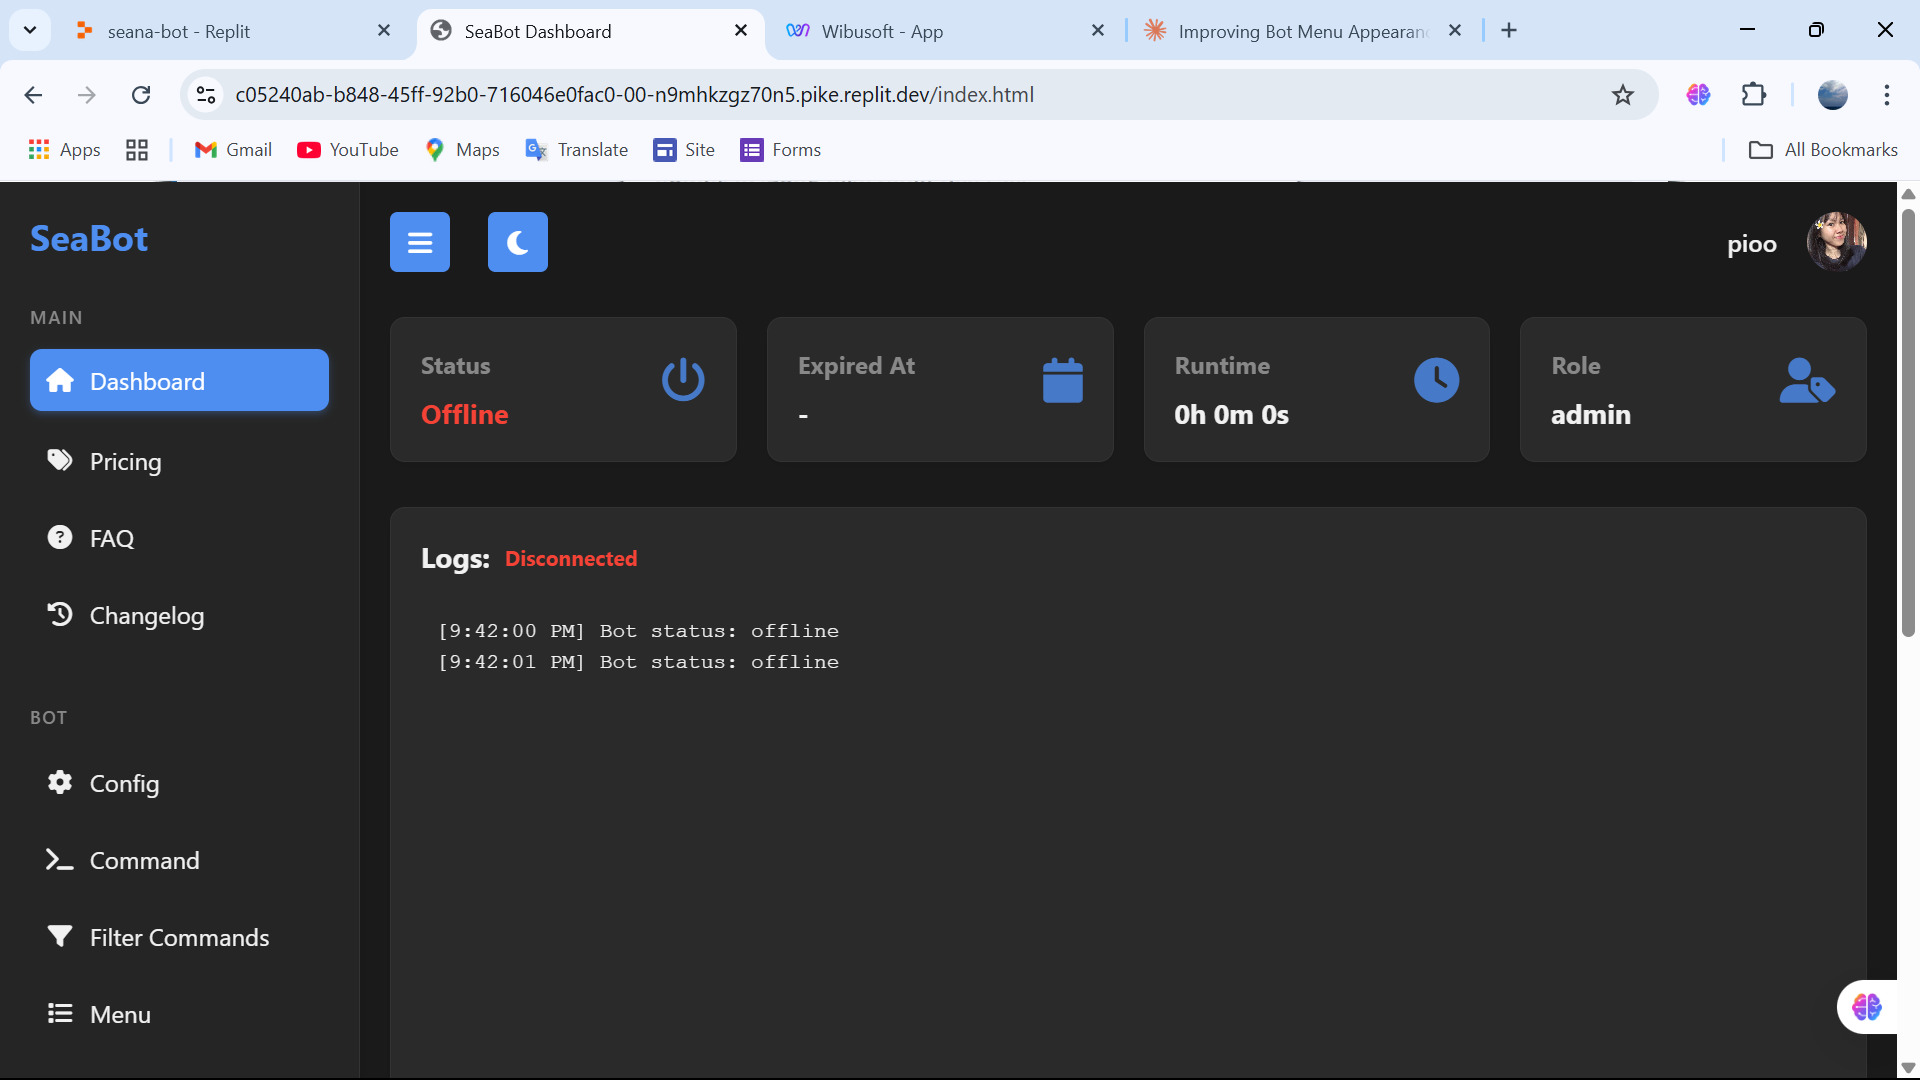 seana-bot - Replit
SeaBot Dashboard
Wibusoft - App
Improving Bot Menu Appearan
c05240ab-b848-45ff-92b0-716046e0fac0-00-n9mhkzgz70n5.pike.replit.dev/index.html
Apps
Gmail
YouTube
Maps
Translate
Site
Forms
All Bookmarks
SeaBot
pioo
MAIN
Dashboard
Pricing
FAQ
Changelog
BOT
Config
Command
Filter Commands
Menu
Status
Offline
Expired At
-
Runtime
0h 0m 0s
Role
admin
Logs: Disconnected
[9:42:00 PM] Bot status: offline
[9:42:01 PM] Bot status: offline